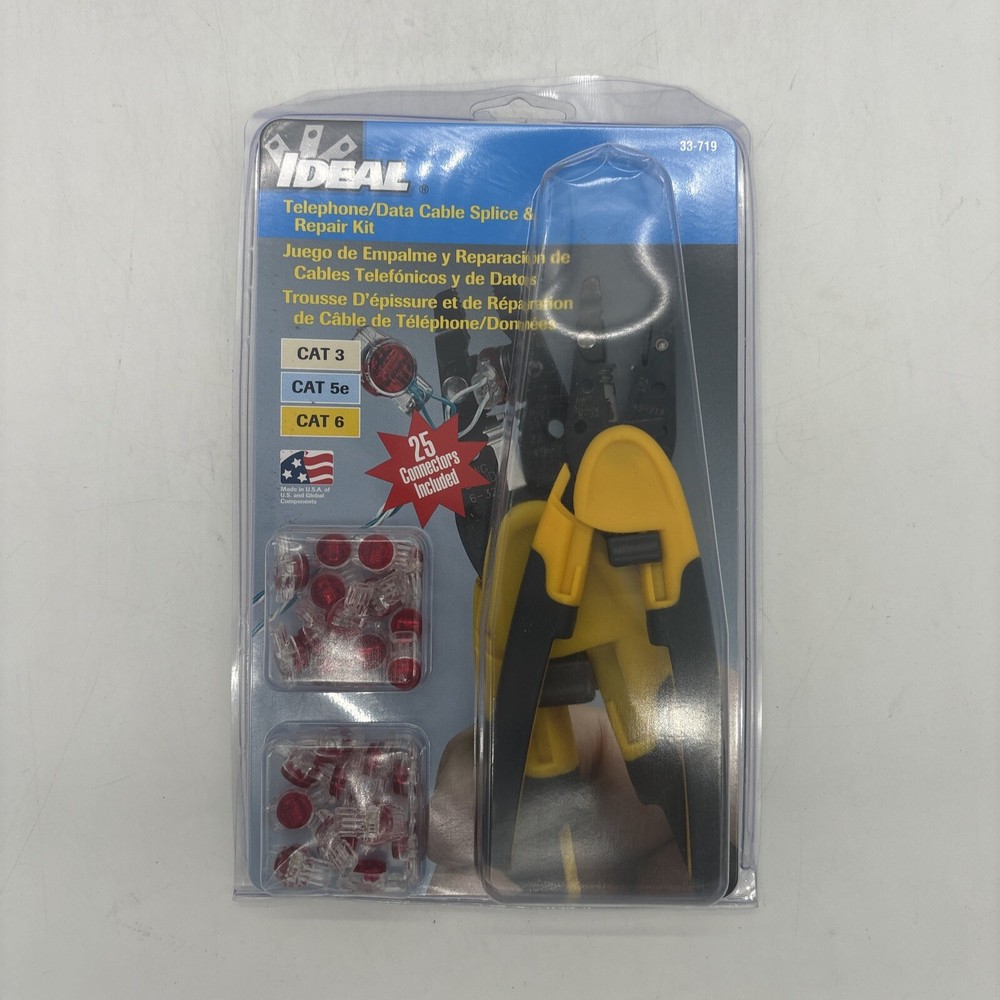 33-719
IDEAL®
Telephone/Data Cable Splice &
Repair Kit
Juego de Empalme y Reparación de
Cables Telefónicos y de Datos
Trousse D'épissure et de Réparation
de Câble de Téléphone/Données
CAT 3
CAT 5e
CAT 6
25
Connectors
Included
Made in U.S.A. of
U.S. and Global
Components